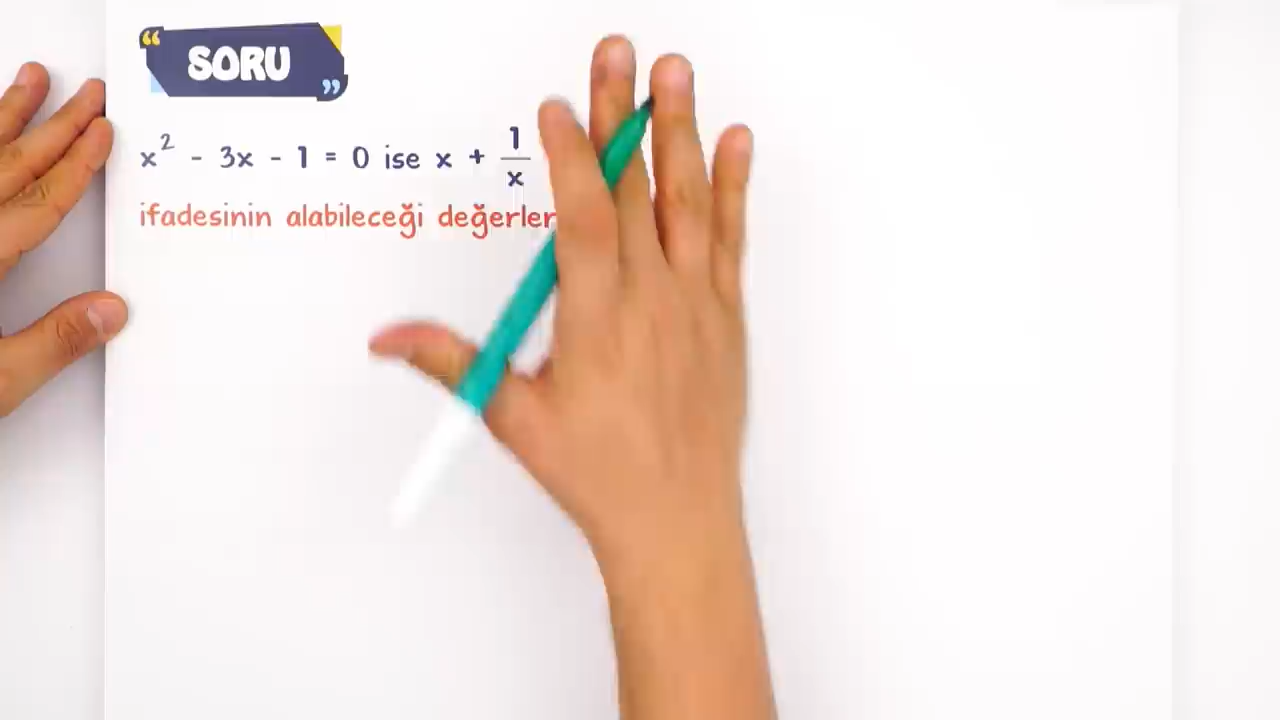 SORU
x² - 3x - 1 = 0 ise x + 1/x
ifadesinin alabileceği değerler